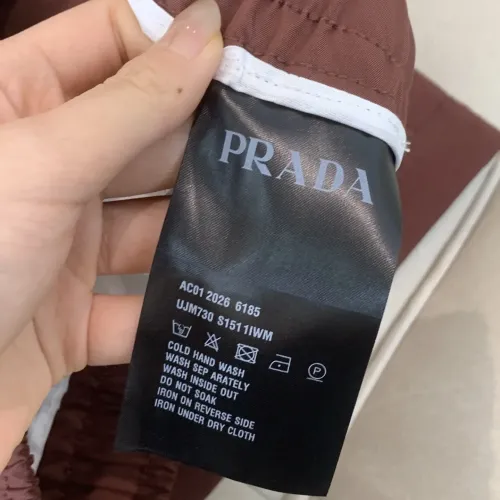 PRADA
AC01 2026 6185
UJM730 S1511IWM
P
COLD HAND WASH
WASH SEP ARATELY
WASH INSIDE OUT
DO NOT SOAK
IRON ON REVERSE SIDE
IRON UNDER DRY CLOTH